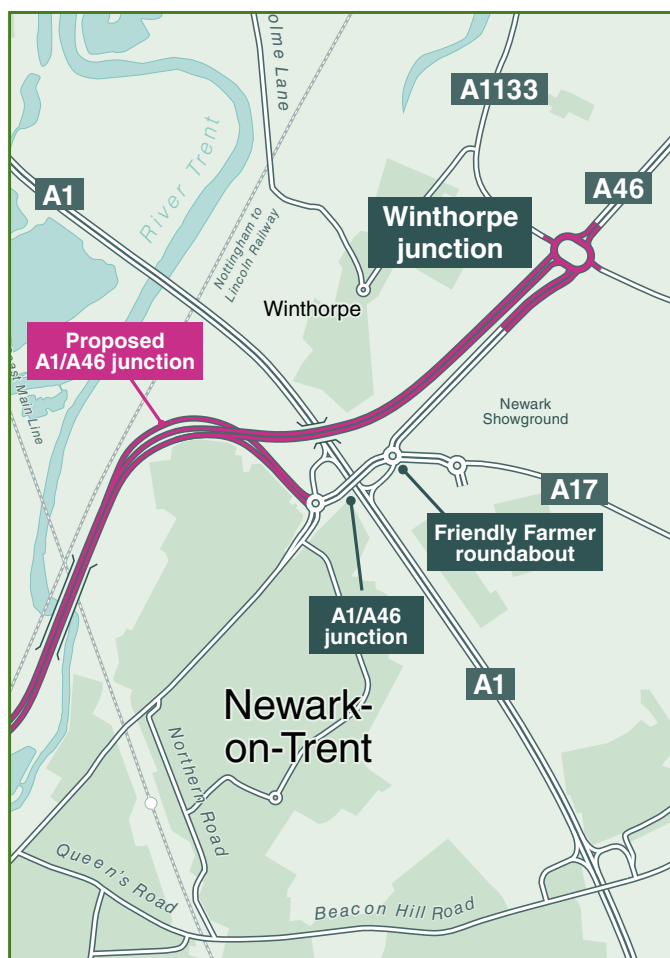 olme Lane
A1133
River Trent
A1
A46
Winthorpe
junction
Nottingham to
Lincoln Railway
Winthorpe
Proposed
A1/A46 junction
East Main Line
Newark
Showground
A17
Friendly Farmer
roundabout
A1/A46
junction
A1
Newark-
on-Trent
Northern Road
Queen's Road
Beacon Hill Road